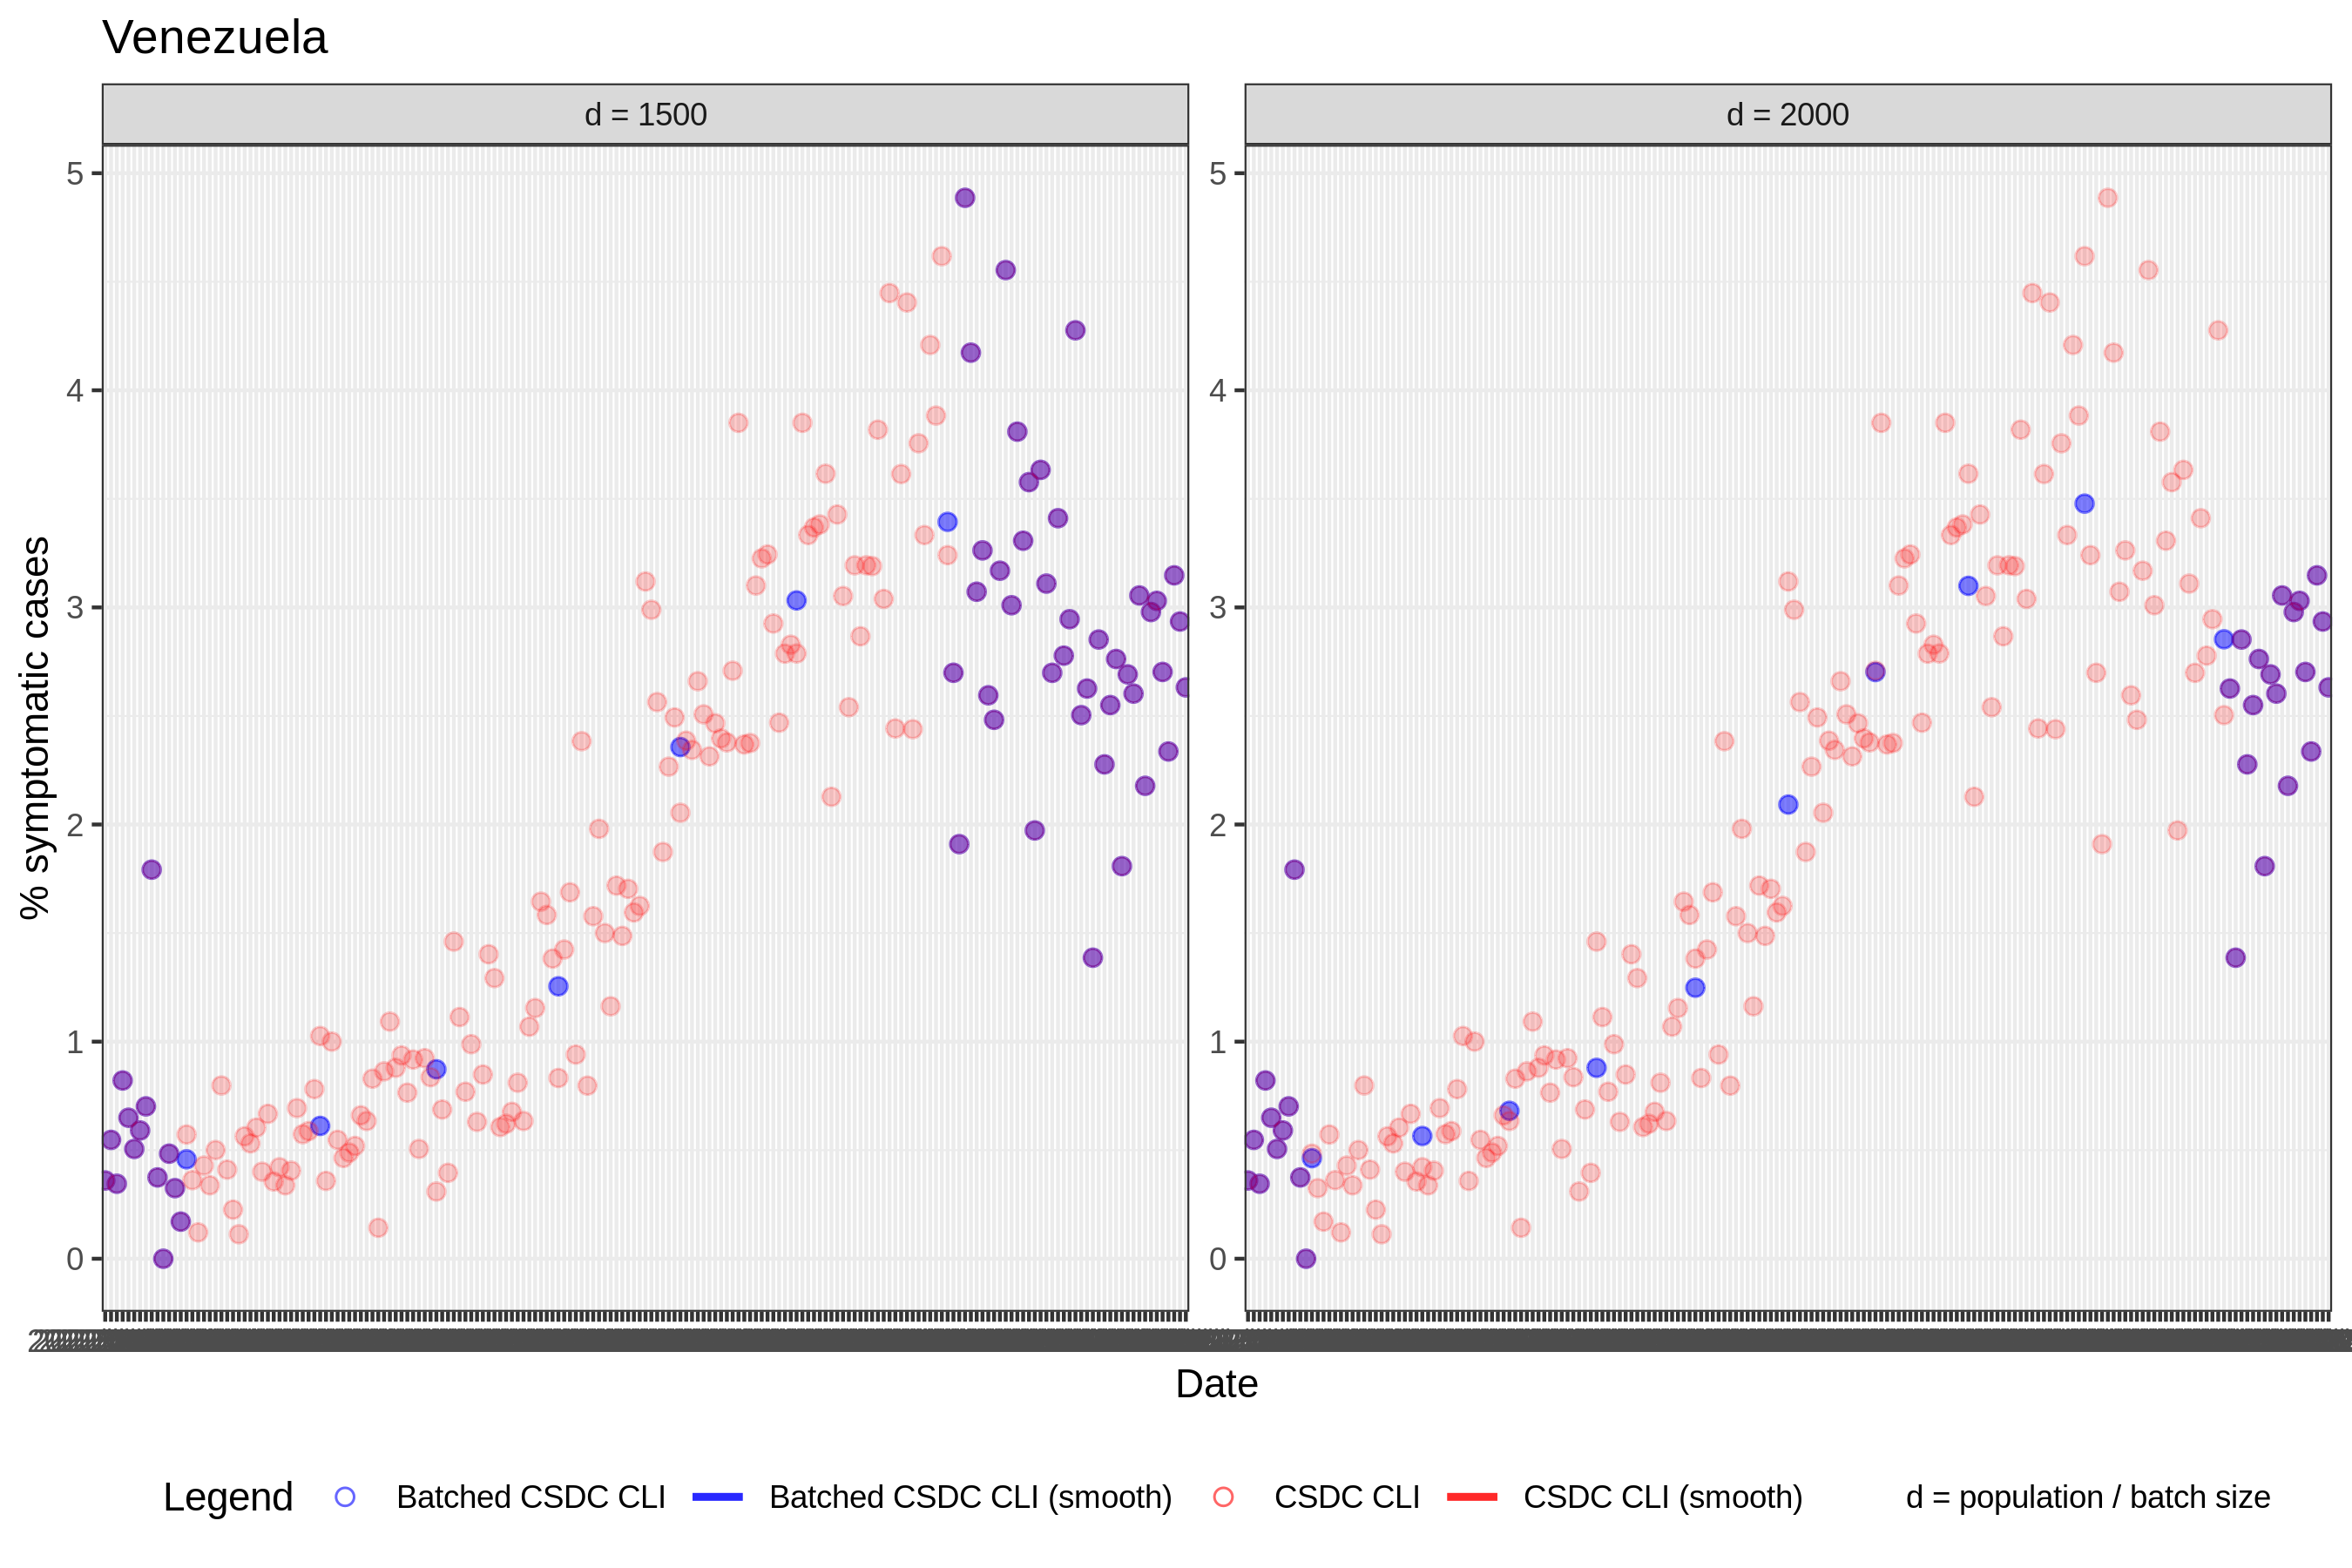 Venezuela
d = 1500
d = 2000
% symptomatic cases
5
4
3
2
1
0
5
4
3
2
1
0
Date
Legend Batched CSDC CLI Batched CSDC CLI (smooth) CSDC CLI CSDC CLI (smooth) d = population / batch size